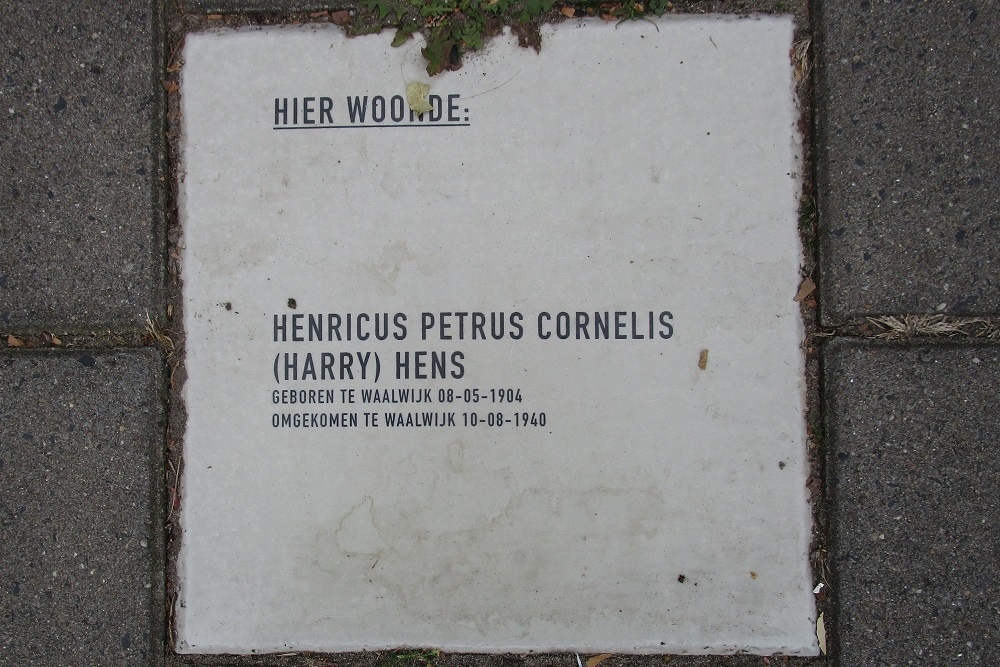 HIER WOONDE:
HENRICUS PETRUS CORNELIS
(HARRY) HENS
GEBOREN TE WAALWIJK 08-05-1904
OMGEKOMEN TE WAALWIJK 10-08-1940